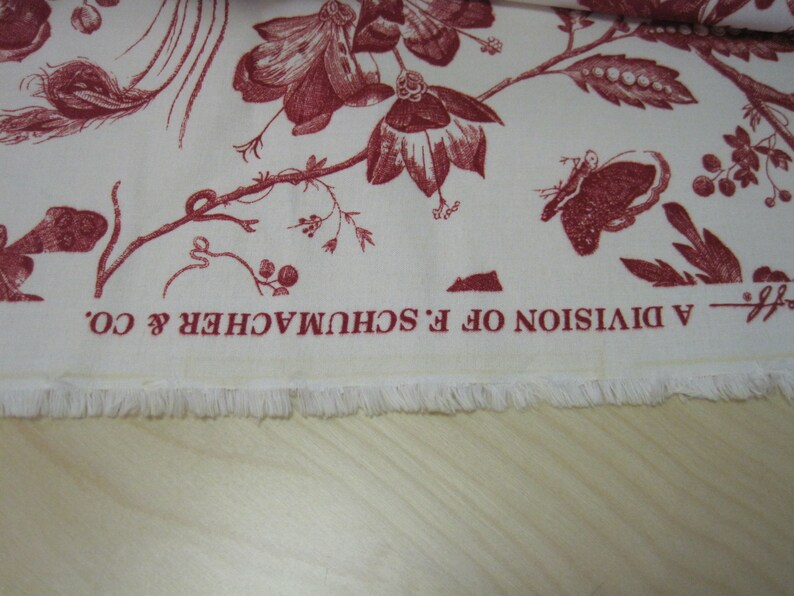 A DIVISION OF F. SCHUMACHER & CO.